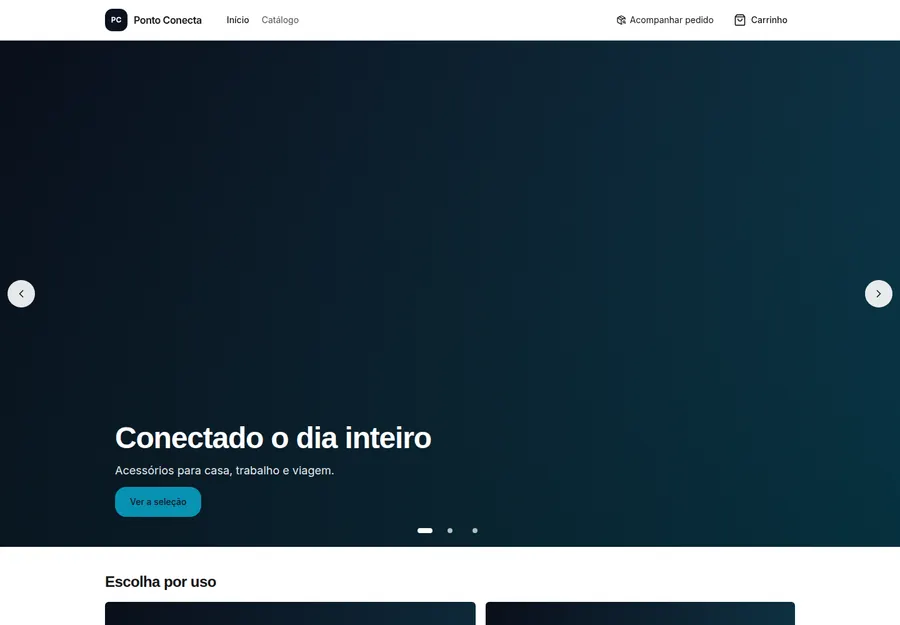 PC Ponto Conecta Início Catálogo Acompanhar pedido Carrinho
Conectado o dia inteiro
Acessórios para casa, trabalho e viagem.
Ver a seleção
Escolha por uso